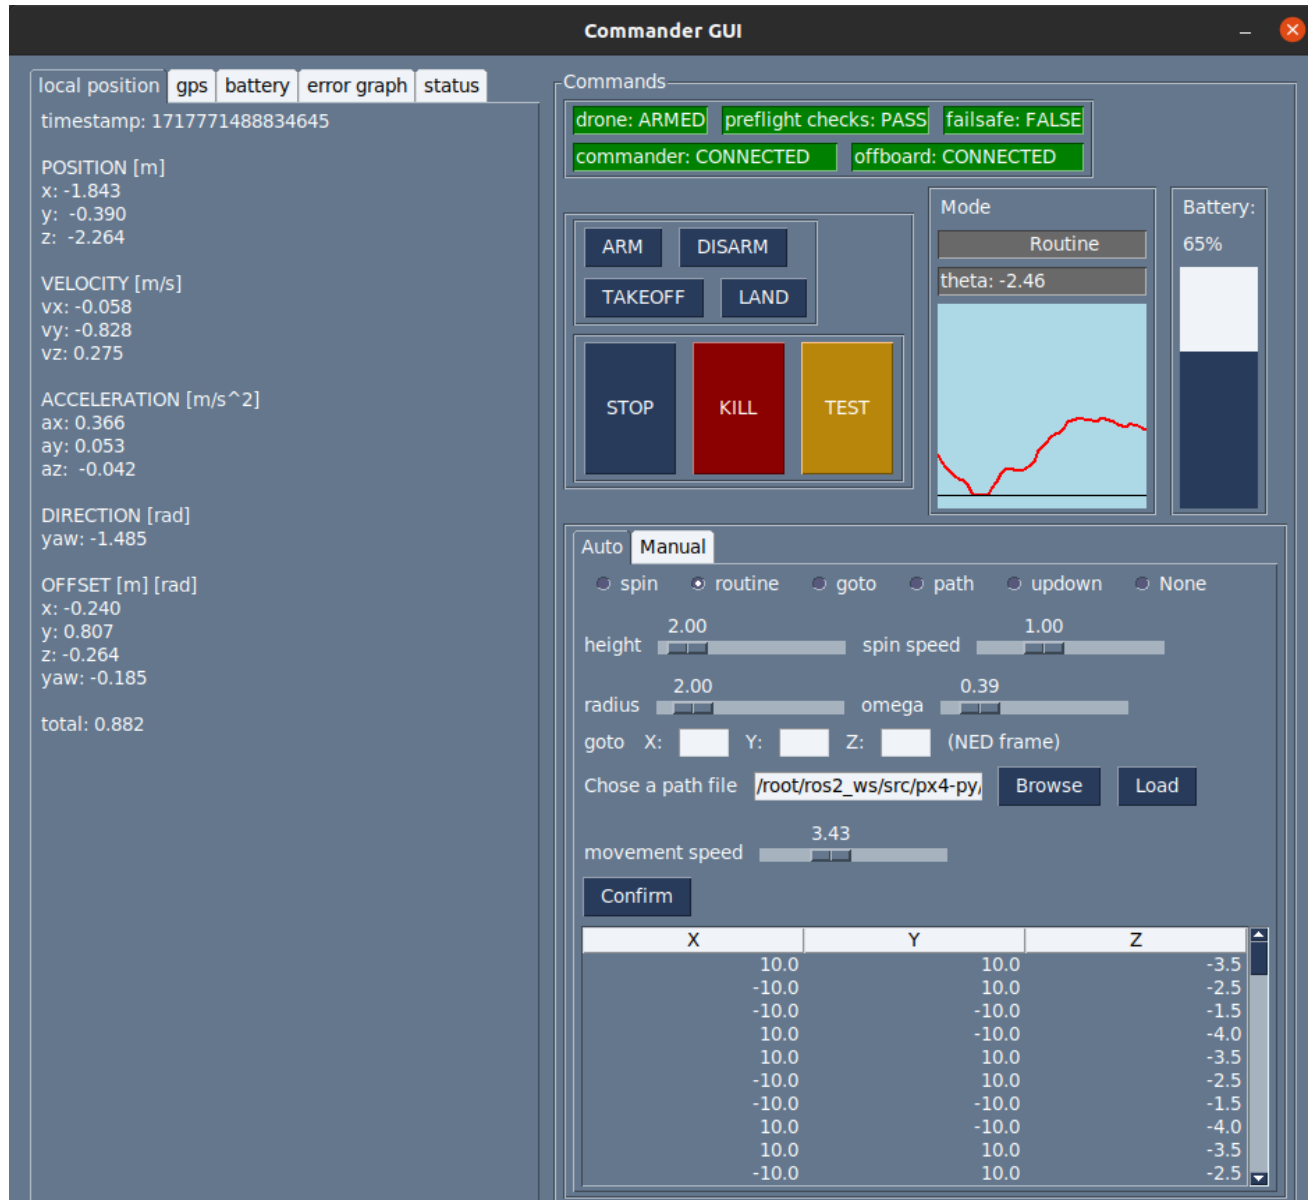 Commander GUI
local position gps battery error graph status
timestamp: 1717771488834645
POSITION [m]
x: -1.843
y: -0.390
z: -2.264
VELOCITY [m/s]
vx: -0.058
vy: -0.828
vz: 0.275
ACCELERATION [m/s^2]
ax: 0.366
ay: 0.053
az: -0.042
DIRECTION [rad]
yaw: -1.485
OFFSET [m] [rad]
x: -0.240
y: 0.807
z: -0.264
yaw: -0.185
total: 0.882
Commands
drone: ARMED preflight checks: PASS failsafe: FALSE
commander: CONNECTED offboard: CONNECTED
ARM DISARM
TAKEOFF LAND
STOP KILL TEST
Mode
Routine
theta: -2.46
Battery:
65%
Auto Manual
spin routine goto path updown None
2.00 1.00
height spin speed
2.00 0.39
radius omega
goto X: Y: Z: (NED frame)
Chose a path file /root/ros2_ws/src/px4-py/ Browse Load
3.43
movement speed
Confirm
X Y Z
10.0 10.0 -3.5
-10.0 10.0 -2.5
-10.0 -10.0 -1.5
10.0 -10.0 -4.0
10.0 10.0 -3.5
-10.0 10.0 -2.5
-10.0 -10.0 -1.5
10.0 -10.0 -4.0
10.0 10.0 -3.5
-10.0 10.0 -2.5